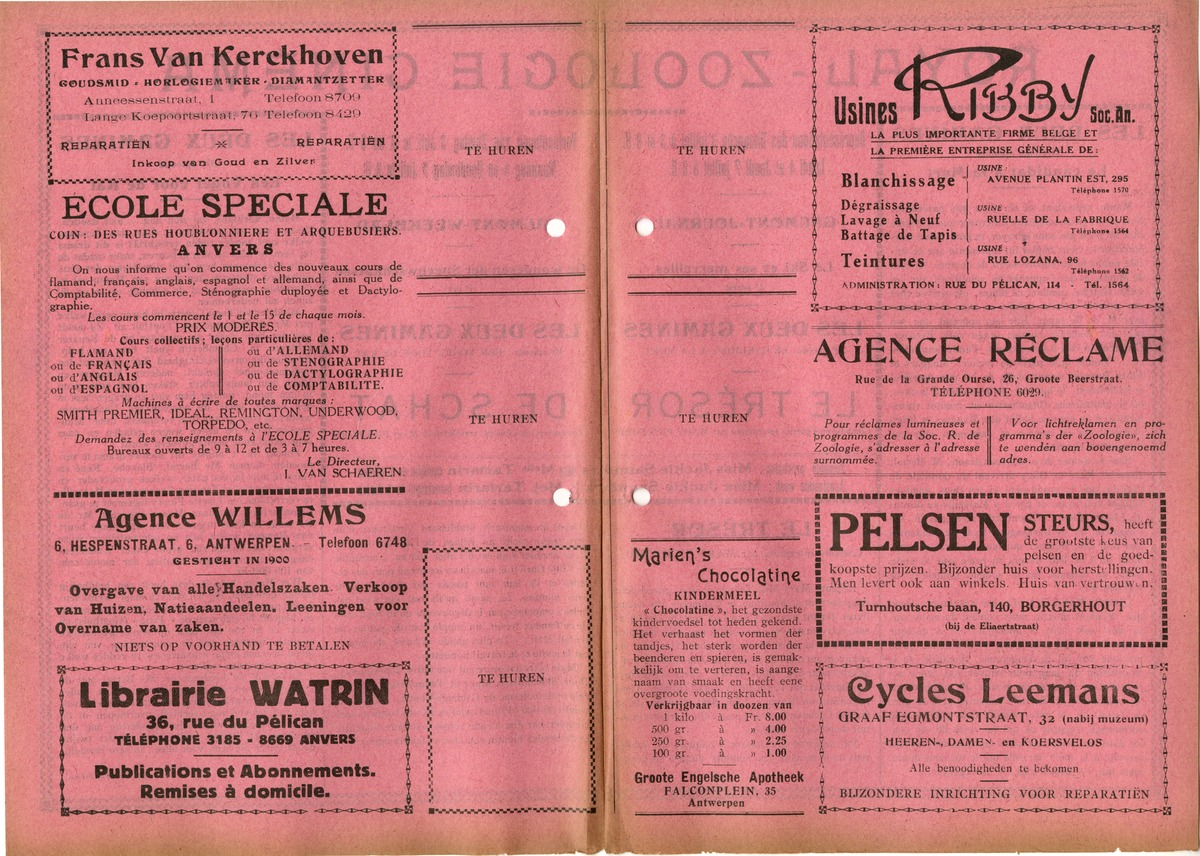 Frans Van Kerckhoven
GOUDSMID - HORLOGIEMAKER - DIAMANTZETTER
Anneessenstraat, 1 Telefoon 8709
Lange Koepoortstraat, 70 Telefoon 8429
REPARATIËN REPARATIËN
Inkoop van Goud en Zilver
ÉCOLE SPECIALE
COIN: DES RUES HOUBLONNIERE ET ARQUEBUSIERS.
ANVERS
On nous informe qu'on commence des nouveaux cours de
flamand, français, anglais, espagnol et allemand, ainsi que de
Comptabilité, Commerce, Sténographie duployée et Dactylo-
graphie.
Les cours commencent le 1 et le 15 de chaque mois.
PRIX MODERÉS.
Cours collectifs; leçons particulières de:
FLAMAND ou d'ALLEMAND
ou de FRANÇAIS ou de STENOGRAPHIE
ou d'ANGLAIS ou de DACTYLOGRAPHIE
ou d'ESPAGNOL ou de COMPTABILITE.
Machines à écrire de toutes marques:
SMITH PREMIER, IDEAL, REMINGTON, UNDERWOOD,
TORPEDO, etc.
Demandez des renseignements à l'ECOLE SPECIALE.
Bureaux ouverts de 9 à 12 et de 3 à 7 heures.
Le Directeur,
I. VAN SCHAEREN.
Agence WILLEMS
6, HESPENSTRAAT, 6, ANTWERPEN. - Telefoon 6748
GESTICHT IN 1900
Overgave van alle Handelszaken Verkoop
van Huizen, Natieaandeelen. Leeningen voor
Overname van zaken.
NIETS OP VOORHAND TE BETALEN
Librairie WATRIN
36, rue du Pélican
TÉLÉPHONE 3185 - 8669 ANVERS
Publications et Abonnements.
Remises à domicile.
TE HUREN
TE HUREN
TE HUREN
TE HUREN
TE HUREN
Marien's
Chocolatine
KINDERMEEL
« Chocolatine », het gezondste
kindervoedsel tot heden gekend.
Het verhaast het vormen der
tandjes, het sterk worden der
beenderen en spieren, is gemak-
kelijk om te verteren, is aange-
naam van smaak en heeft eene
overgroote voedingskracht.
Verkrijgbaar in doozen van
1 kilo à Fr. 8.00
500 gr. à » 4.00
250 gr. à » 2.25
100 gr. à » 1.00
Groote Engelsche Apotheek
FALCONPLEIN, 35
Antwerpen
Usines RIBBY Soc. An.
LA PLUS IMPORTANTE FIRME BELGE ET
LA PREMIÈRE ENTREPRISE GÉNÉRALE DE:
Blanchissage
USINE:
AVENUE PLANTIN EST, 295
Téléphone 1570
Dégraissage
Lavage à Neuf
Battage de Tapis
USINE:
RUELLE DE LA FABRIQUE
Téléphone 1564
Teintures
USINE:
RUE LOZANA, 96
Téléphone 1562
ADMINISTRATION: RUE DU PÉLICAN, 114 - Tél. 1564
AGENCE RÉCLAME
Rue de la Grande Ourse, 26, Groote Beerstraat.
TÉLÉPHONE 6029.
Pour réclames lumineuses et
programmes de la Soc. R. de
Zoologie, s'adresser à l'adresse
surnommée.
Voor lichtreklamen en pro-
gramma's der «Zoologie», zich
te wenden aan bovengenoemd
adres.
PELSEN STEURS, heeft
de grootste keus van
pelsen en de goed-
koopste prijzen. Bijzonder huis voor herstellingen.
Men levert ook aan winkels. Huis van vertrouwen.
Turnhoutsche baan, 140, BORGERHOUT
(bij de Eliaertstraat)
Cycles Leemans
GRAAF EGMONTSTRAAT, 32 (nabij muzeum)
HEEREN-, DAMEN- en KOERSVELOS
Alle benoodigheden te bekomen
BIJZONDERE INRICHTING VOOR REPARATIËN